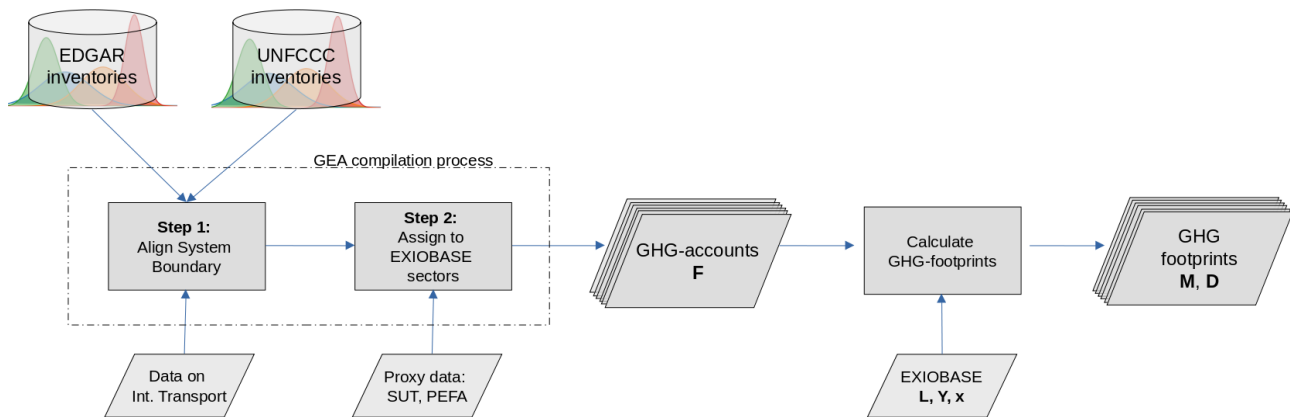 EDGAR
inventories
UNFCCC
inventories
GEA compilation process
Step 1:
Align System
Boundary
Step 2:
Assign to
EXIOBASE
sectors
GHG-accounts
F
Calculate
GHG-footprints
GHG
footprints
M, D
Data on
Int. Transport
Proxy data:
SUT, PEFA
EXIOBASE
L, Y, x